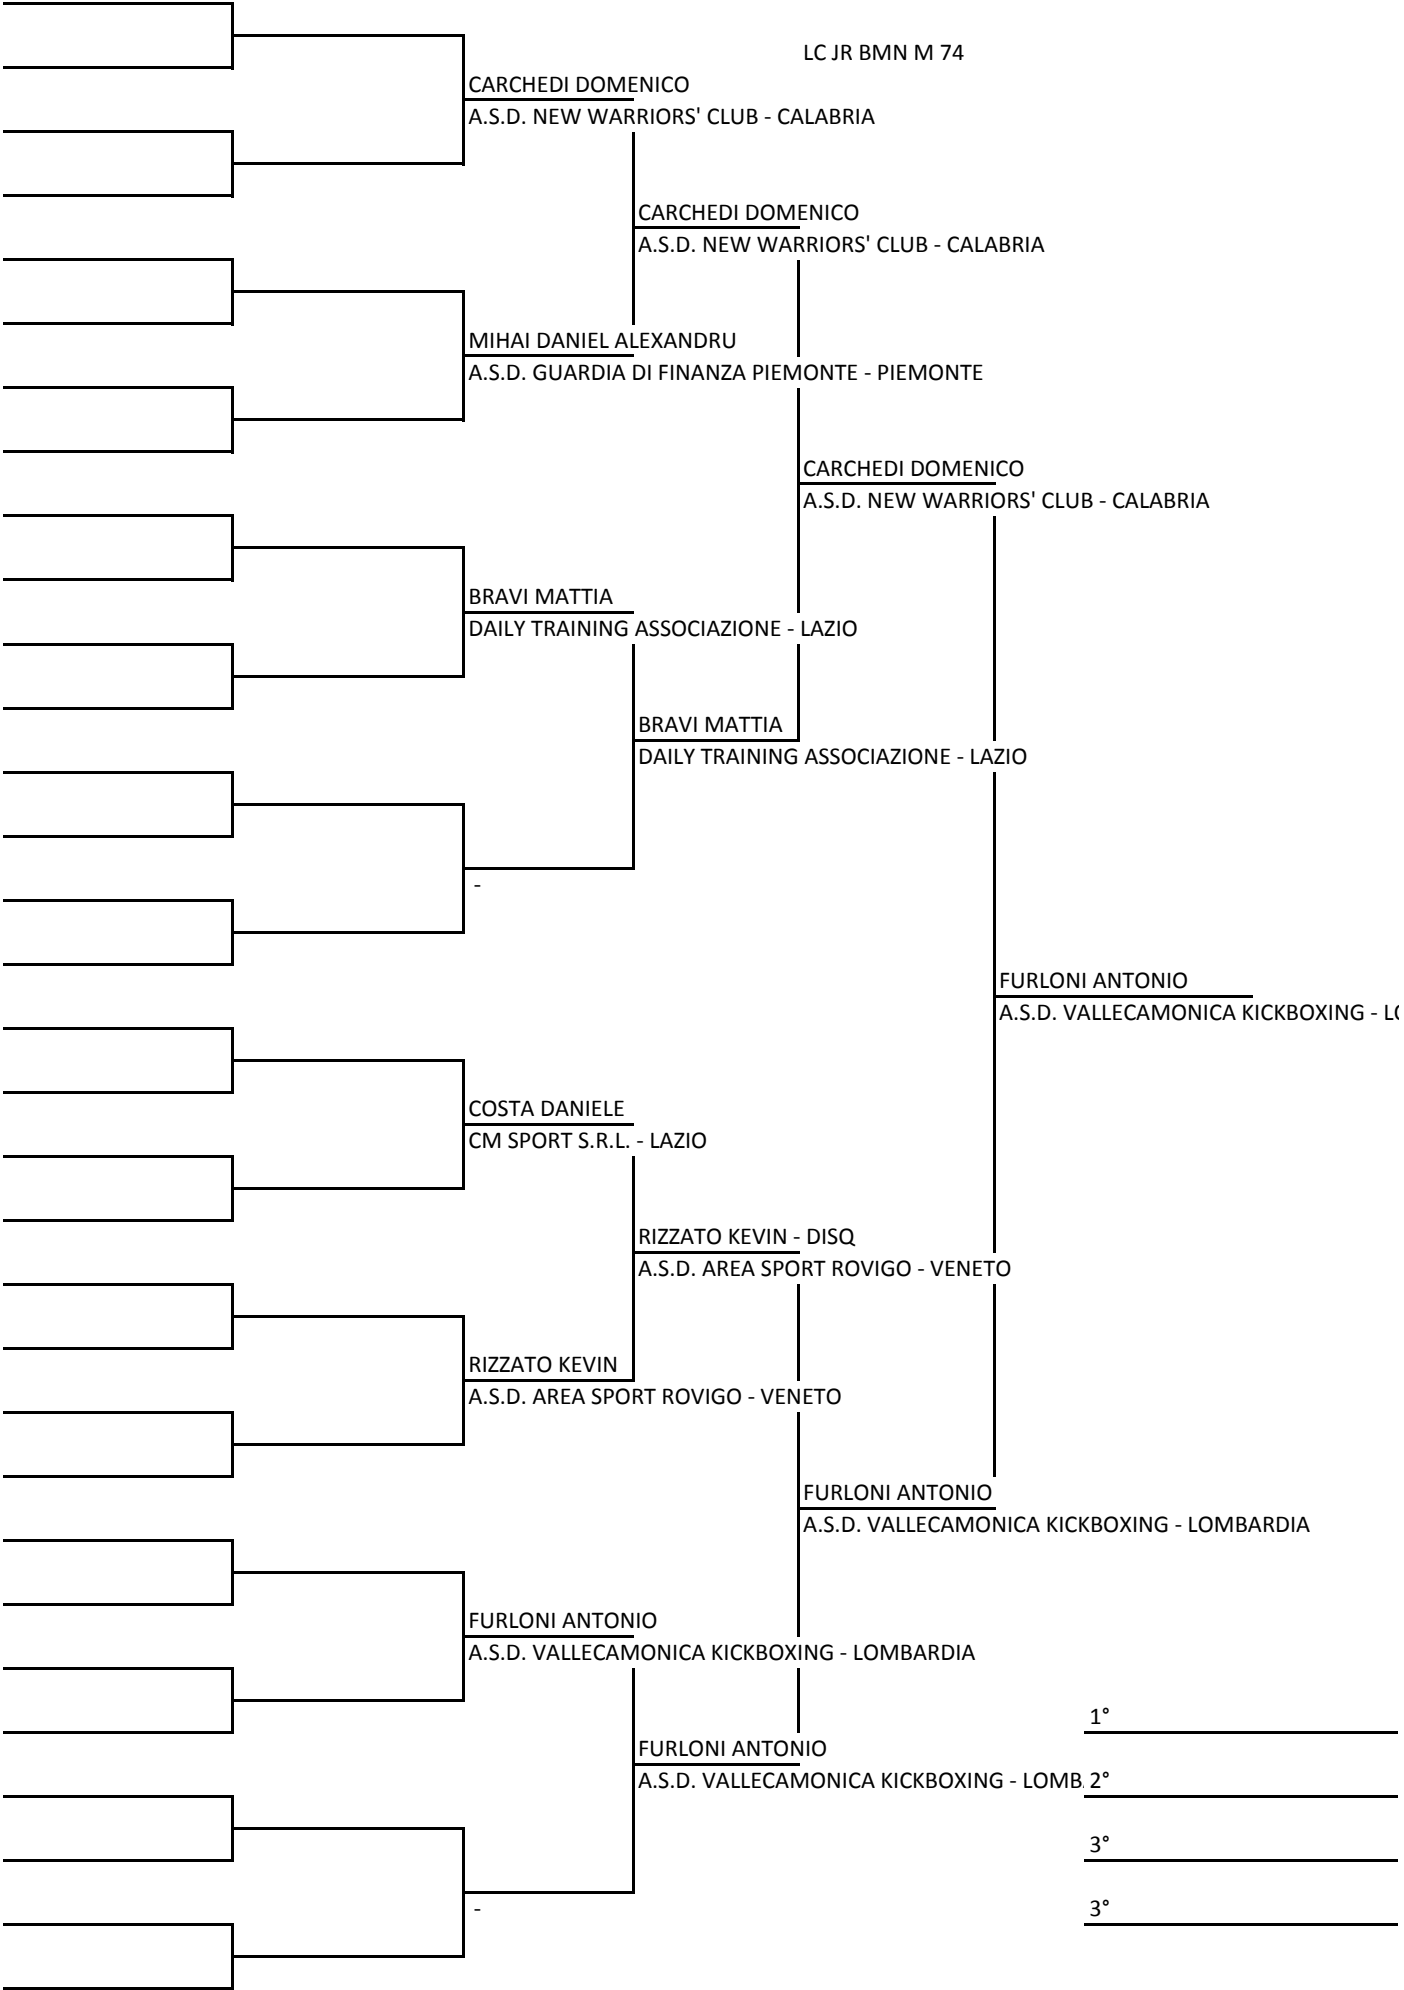 LC JR BMN M 74
CARCHEDI DOMENICO
A.S.D. NEW WARRIORS' CLUB - CALABRIA
CARCHEDI DOMENICO
A.S.D. NEW WARRIORS' CLUB - CALABRIA
MIHAI DANIEL ALEXANDRU
A.S.D. GUARDIA DI FINANZA PIEMONTE - PIEMONTE
CARCHEDI DOMENICO
A.S.D. NEW WARRIORS' CLUB - CALABRIA
BRAVI MATTIA
DAILY TRAINING ASSOCIAZIONE - LAZIO
BRAVI MATTIA
DAILY TRAINING ASSOCIAZIONE - LAZIO
-
FURLONI ANTONIO
A.S.D. VALLECAMONICA KICKBOXING - L
COSTA DANIELE
CM SPORT S.R.L. - LAZIO
RIZZATO KEVIN - DISQ
A.S.D. AREA SPORT ROVIGO - VENETO
RIZZATO KEVIN
A.S.D. AREA SPORT ROVIGO - VENETO
FURLONI ANTONIO
A.S.D. VALLECAMONICA KICKBOXING - LOMBARDIA
FURLONI ANTONIO
A.S.D. VALLECAMONICA KICKBOXING - LOMBARDIA
1°
FURLONI ANTONIO
A.S.D. VALLECAMONICA KICKBOXING - LOMB
2°
3°
-
3°